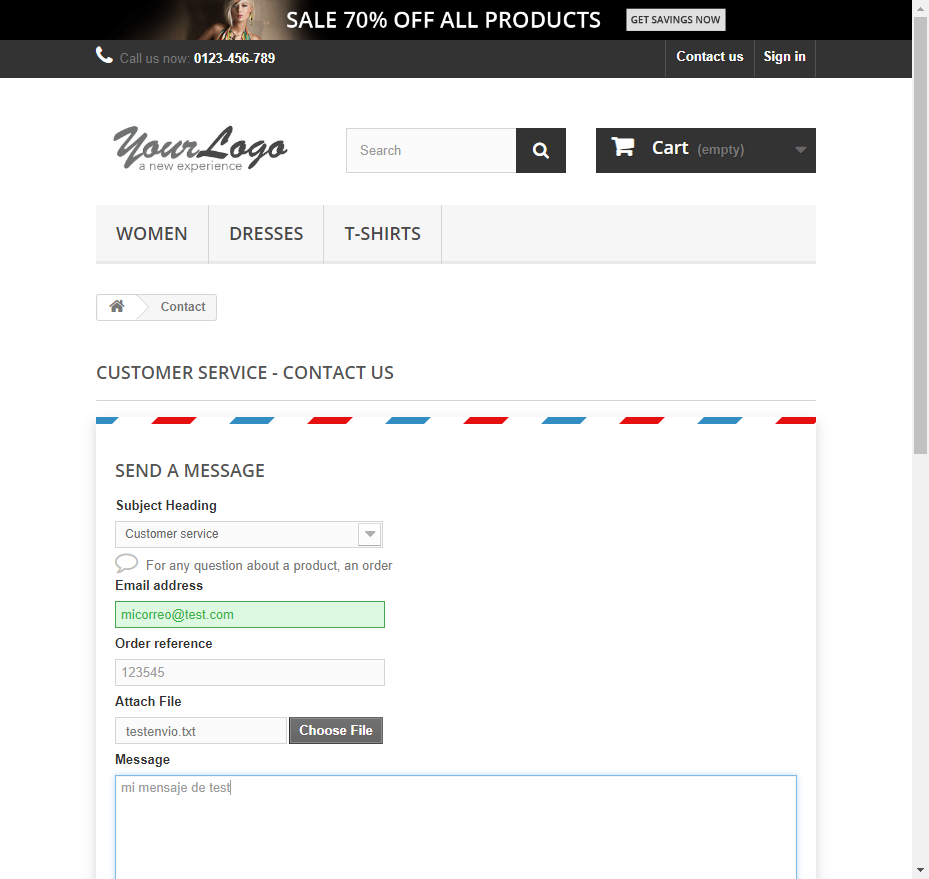 SALE 70% OFF ALL PRODUCTS GET SAVINGS NOW
Call us now: 0123-456-789 Contact us Sign in
YourLogo
a new experience
Search Cart (empty)
WOMEN DRESSES T-SHIRTS
Contact
CUSTOMER SERVICE - CONTACT US
SEND A MESSAGE
Subject Heading
Customer service
For any question about a product, an order
Email address
micorreo@test.com
Order reference
123545
Attach File
testenvio.txt Choose File
Message
mi mensaje de test